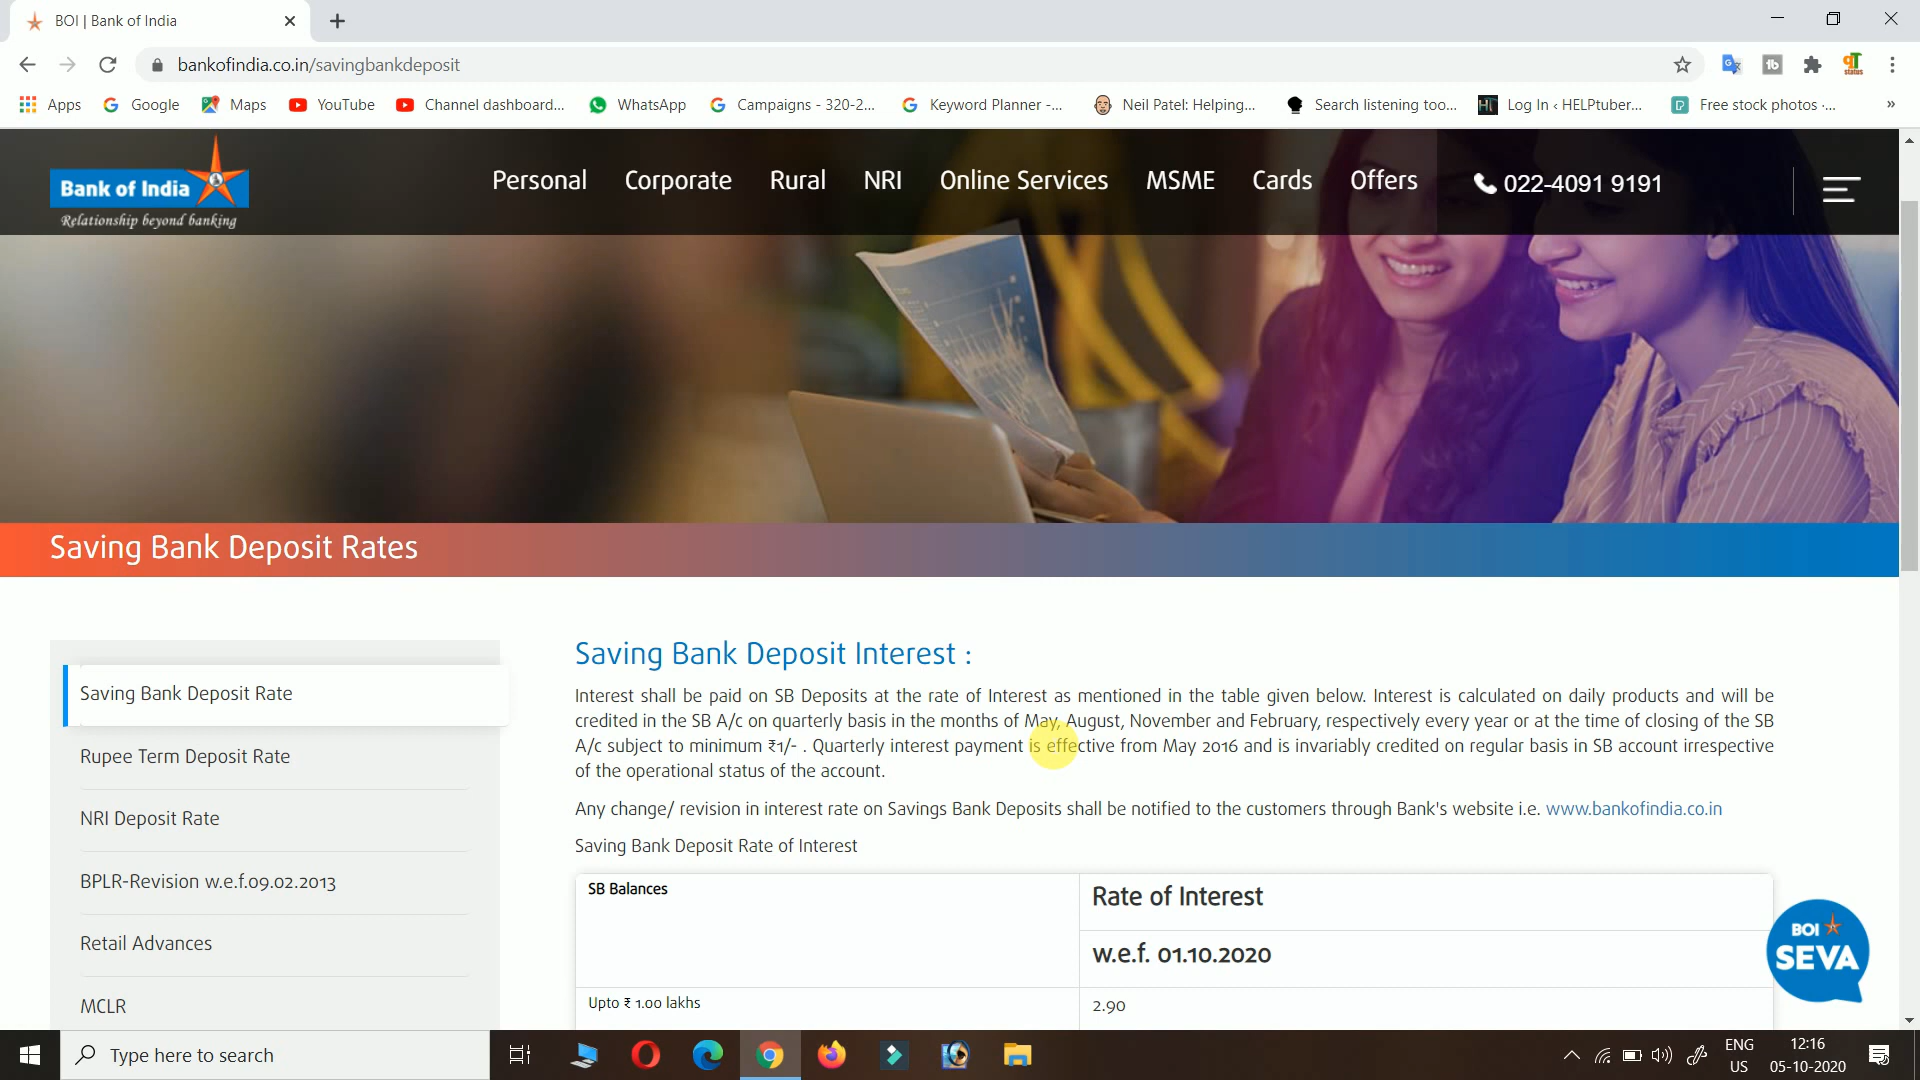 BOI | Bank of India
bankofindia.co.in/savingbankdeposit
Apps Google Maps YouTube Channel dashboard... WhatsApp Campaigns - 320-2... Keyword Planner -... Neil Patel: Helping... Search listening too... Log In ‹ HELPtuber... Free stock photos ·... »
Bank of India
Relationship beyond banking
Personal Corporate Rural NRI Online Services MSME Cards Offers 022-4091 9191
Saving Bank Deposit Rates
Saving Bank Deposit Rate
Rupee Term Deposit Rate
NRI Deposit Rate
BPLR-Revision w.e.f.09.02.2013
Retail Advances
MCLR
Saving Bank Deposit Interest :
Interest shall be paid on SB Deposits at the rate of Interest as mentioned in the table given below. Interest is calculated on daily products and will be
credited in the SB A/c on quarterly basis in the months of May, August, November and February, respectively every year or at the time of closing of the SB
A/c subject to minimum ₹1/- . Quarterly interest payment is effective from May 2016 and is invariably credited on regular basis in SB account irrespective
of the operational status of the account.
Any change/ revision in interest rate on Savings Bank Deposits shall be notified to the customers through Bank's website i.e. www.bankofindia.co.in
Saving Bank Deposit Rate of Interest
SB Balances
Rate of Interest
w.e.f. 01.10.2020
Upto ₹ 1.00 lakhs 2.90
BOI
SEVA
Type here to search
ENG
US
12:16
05-10-2020